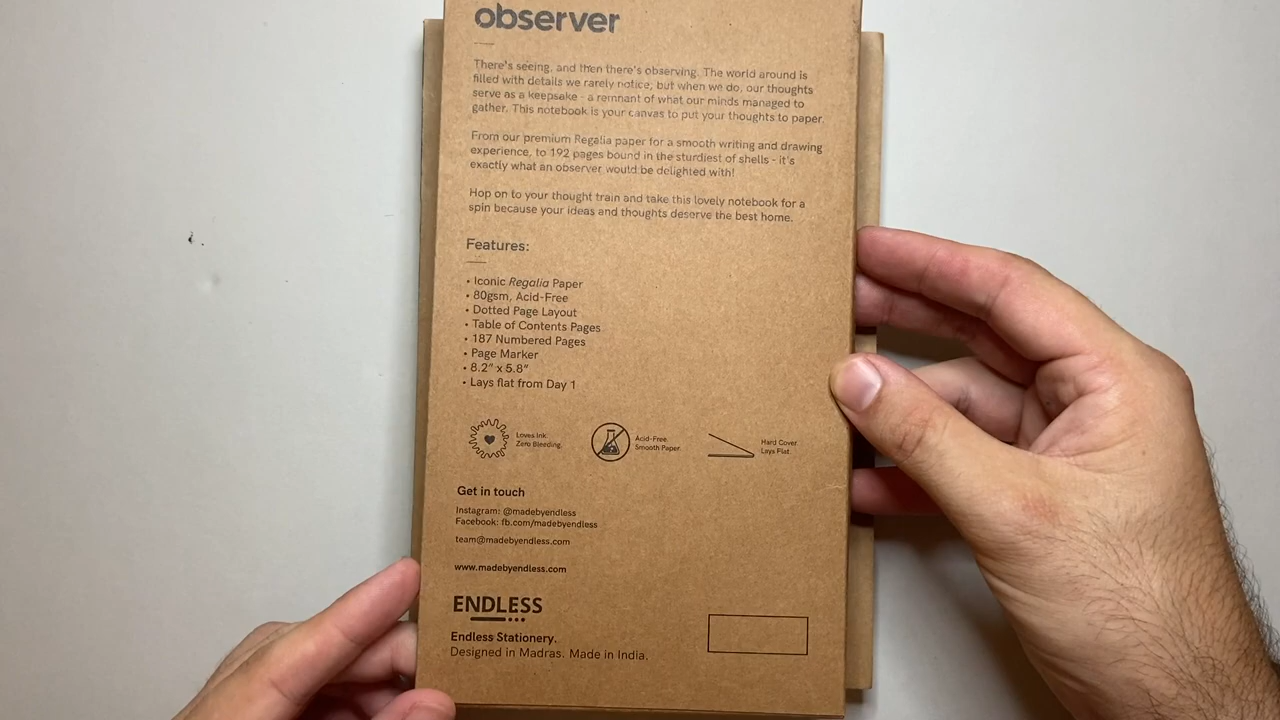 observer
There's seeing, and then there's observing. The world around is
filled with details we rarely notice; but when we do, our thoughts
serve as a keepsake - a remnant of what our minds managed to
gather. This notebook is your canvas to put your thoughts to paper.
From our premium Regalia paper for a smooth writing and drawing
experience, to 192 pages bound in the sturdiest of shells - it's
exactly what an observer would be delighted with!
Hop on to your thought train and take this lovely notebook for a
spin because your ideas and thoughts deserve the best home.
Features:
• Iconic Regalia Paper
• 80gsm, Acid-Free
• Dotted Page Layout
• Table of Contents Pages
• 187 Numbered Pages
• Page Marker
• 8.2" x 5.8"
• Lays flat from Day 1
Loves Ink.
Zero Bleeding.
Acid-Free.
Smooth Paper.
Hard Cover
Lays Flat
Get in touch
Instagram: @madebyendless
Facebook: fb.com/madebyendless
team@madebyendless.com
www.madebyendless.com
ENDLESS
Endless Stationery.
Designed in Madras. Made in India.